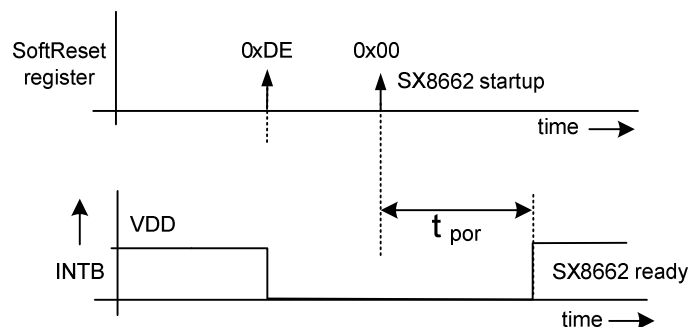 SoftReset
register
0xDE
0x00
SX8662 startup
time
VDD
INTB
t por
SX8662 ready
time